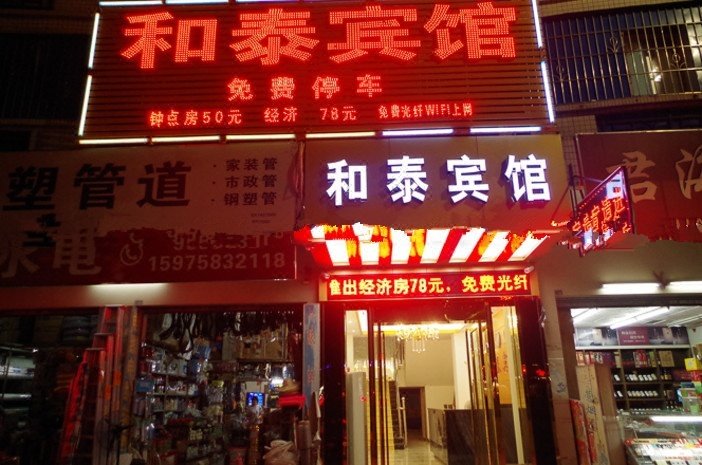 和泰宾馆
免费停车
钟点房50元 经济 78元 免费光纤WIFI上网
塑管道
·家装管
·市政管
·钢塑管
和泰宾馆
家电
15975832118
推出经济房78元，免费光纤